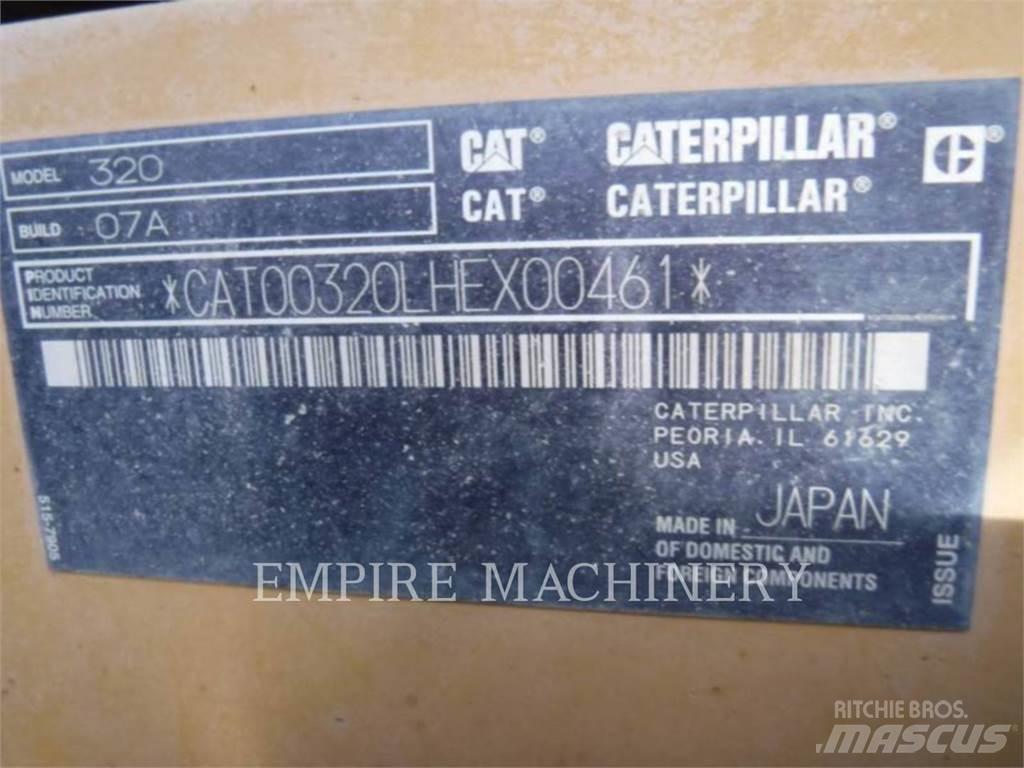 MODEL 320
BUILD 07A
CAT® CATERPILLAR®
CAT® CATERPILLAR®
PRODUCT
IDENTIFICATION
NUMBER
*CAT00320LHEX00461*
CATERPILLAR INC.
PEORIA. IL 61629
USA
MADE IN JAPAN
OF DOMESTIC AND
FOREIGN COMPONENTS
ISSUE
EMPIRE MACHINERY
RITCHIE BROS.
MASCUS